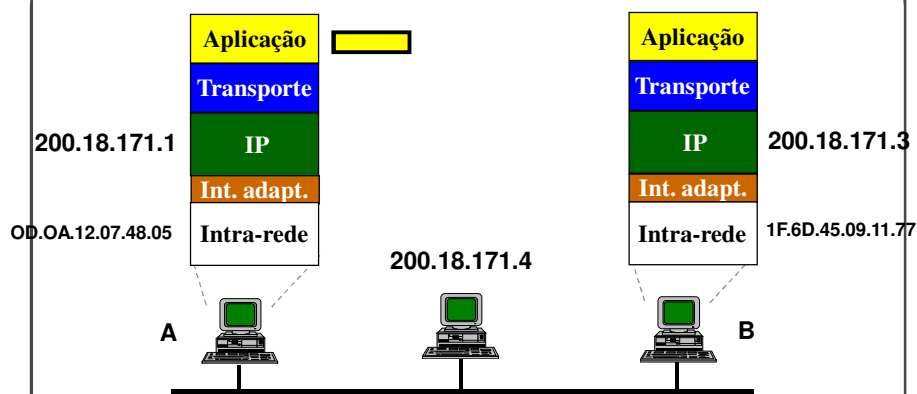 Aplicação
Transporte
200.18.171.1
IP
Int. adapt.
OD.OA.12.07.48.05
Intra-rede
Aplicação
Transporte
IP
200.18.171.3
Int. adapt.
Intra-rede
1F.6D.45.09.11.77
200.18.171.4
A
B